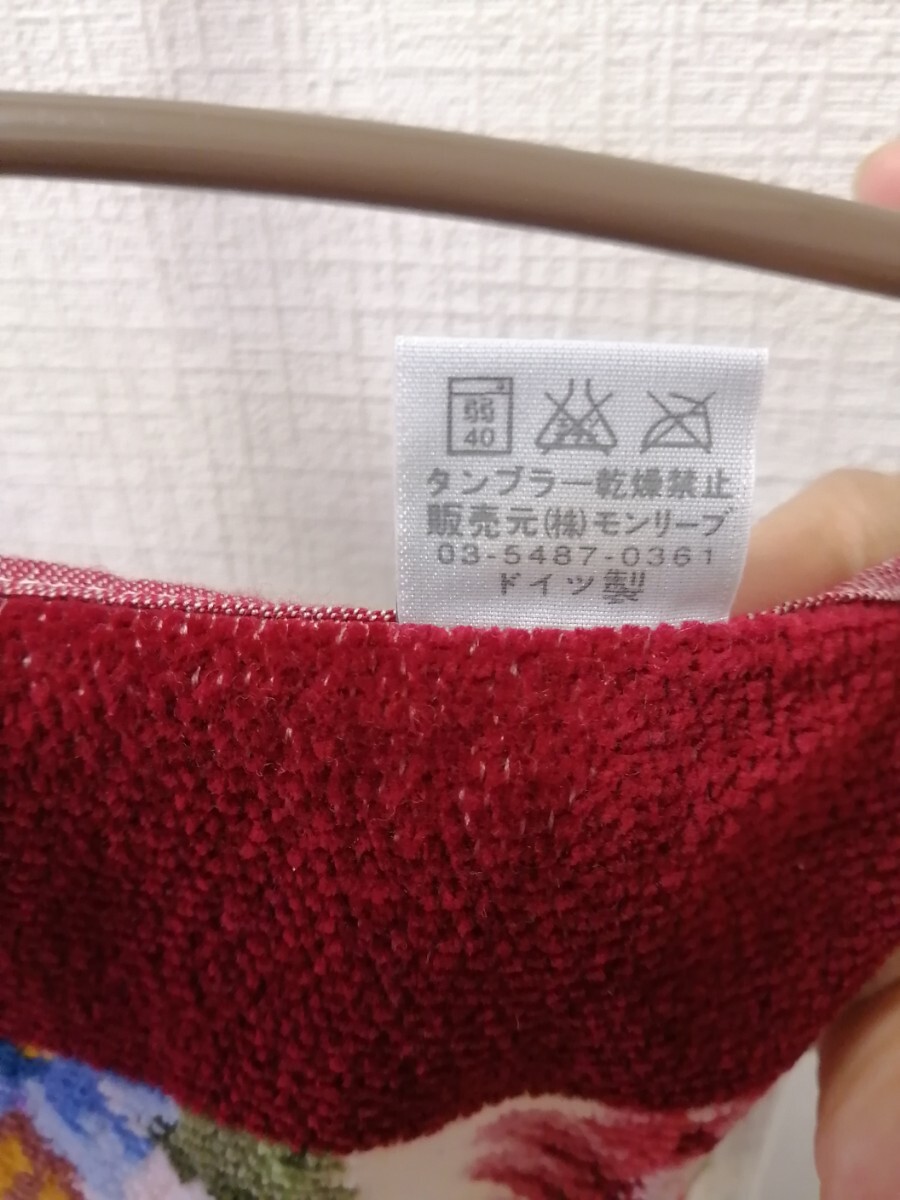 40
タンブラー乾燥禁止
販売元(株)モンリーブ
03-5487-0361
ドイツ製